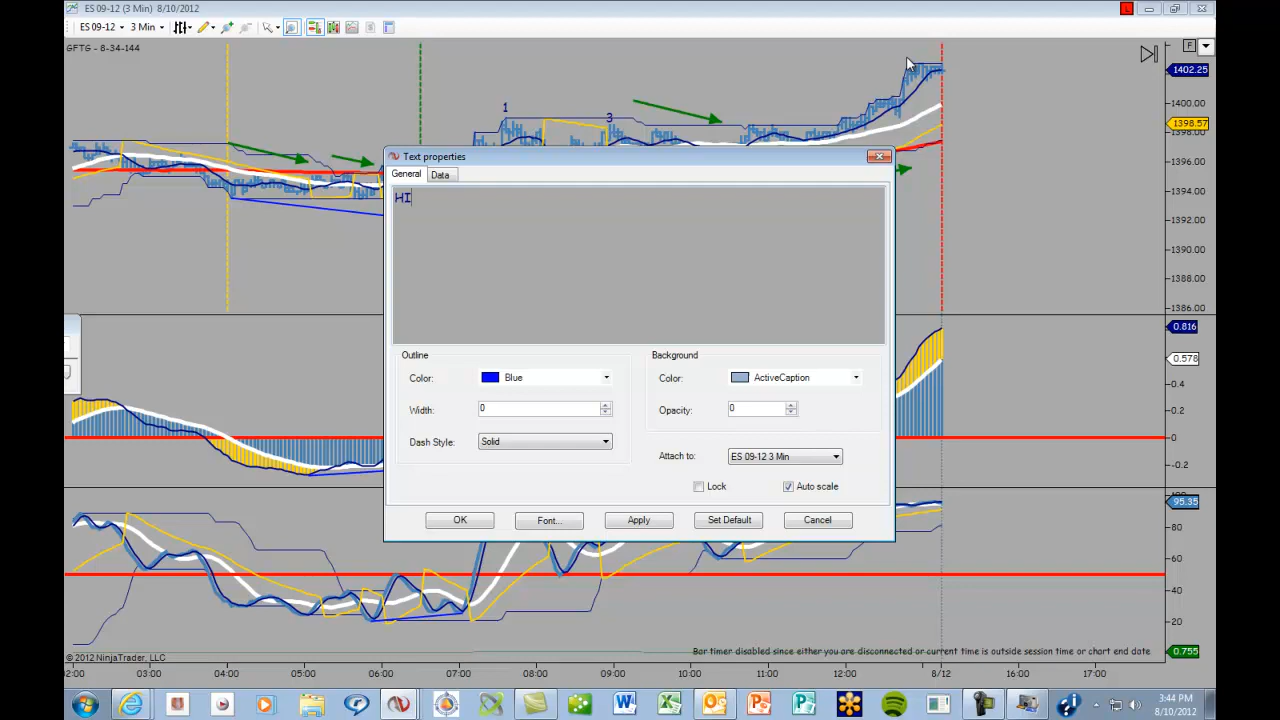 ES 09-12 (3 Min) 8/10/2012
L
ES 09-12 3 Min
GFTG - 8-34-144
F
1402.25
1400.00
1398.57
1398.00
1396.00
1394.00
1392.00
1390.00
1388.00
1386.00
1
3
Text properties
General Data
HI
Outline Background
Color: Blue Color: ActiveCaption
Width: 0 Opacity: 0
Dash Style: Solid
Attach to: ES 09-12 3 Min
Lock Auto scale
OK Font... Apply Set Default Cancel
0.816
0.578
0.4
0.2
0
-0.2
95.35
80
60
40
20
0.755
Bar timer disabled since either you are disconnected or current time is outside session time or chart end date
© 2012 NinjaTrader, LLC
02:00 03:00 04:00 05:00 06:00 07:00 08:00 09:00 10:00 11:00 12:00 8/12 16:00 17:00
3:44 PM
8/10/2012